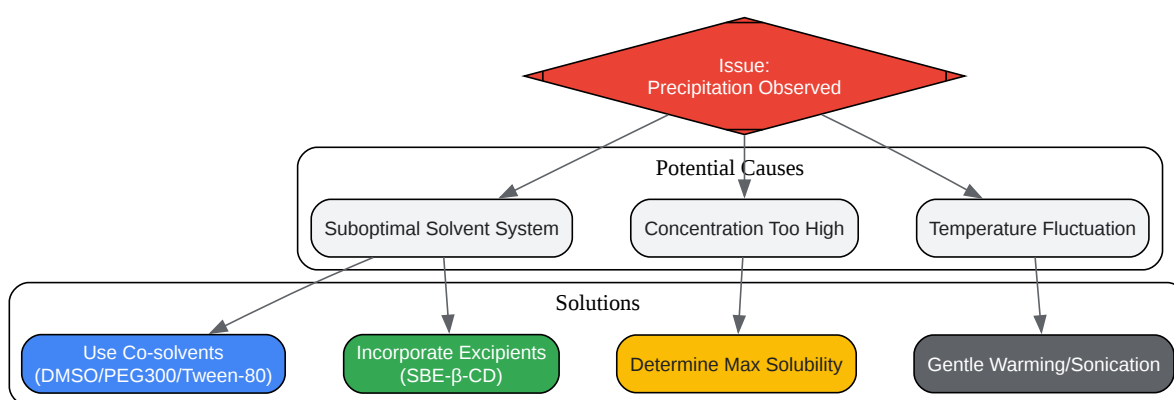 Issue:
Precipitation Observed
Potential Causes
Suboptimal Solvent System
Concentration Too High
Temperature Fluctuation
Solutions
Use Co-solvents
(DMSO/PEG300/Tween-80)
Incorporate Excipients
(SBE-β-CD)
Determine Max Solubility
Gentle Warming/Sonication